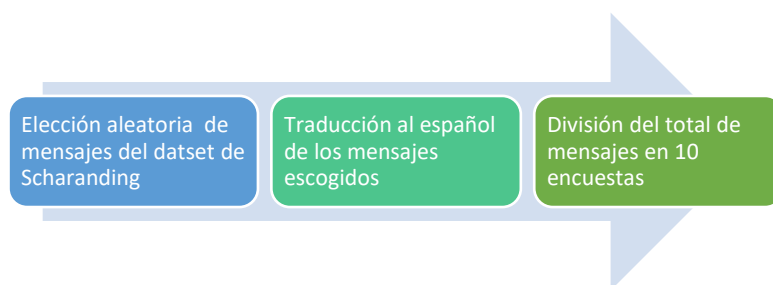 Elección aleatoria de
mensajes del datset de
Scharanding
Traducción al español
de los mensajes
escogidos
División del total de
mensajes en 10
encuestas